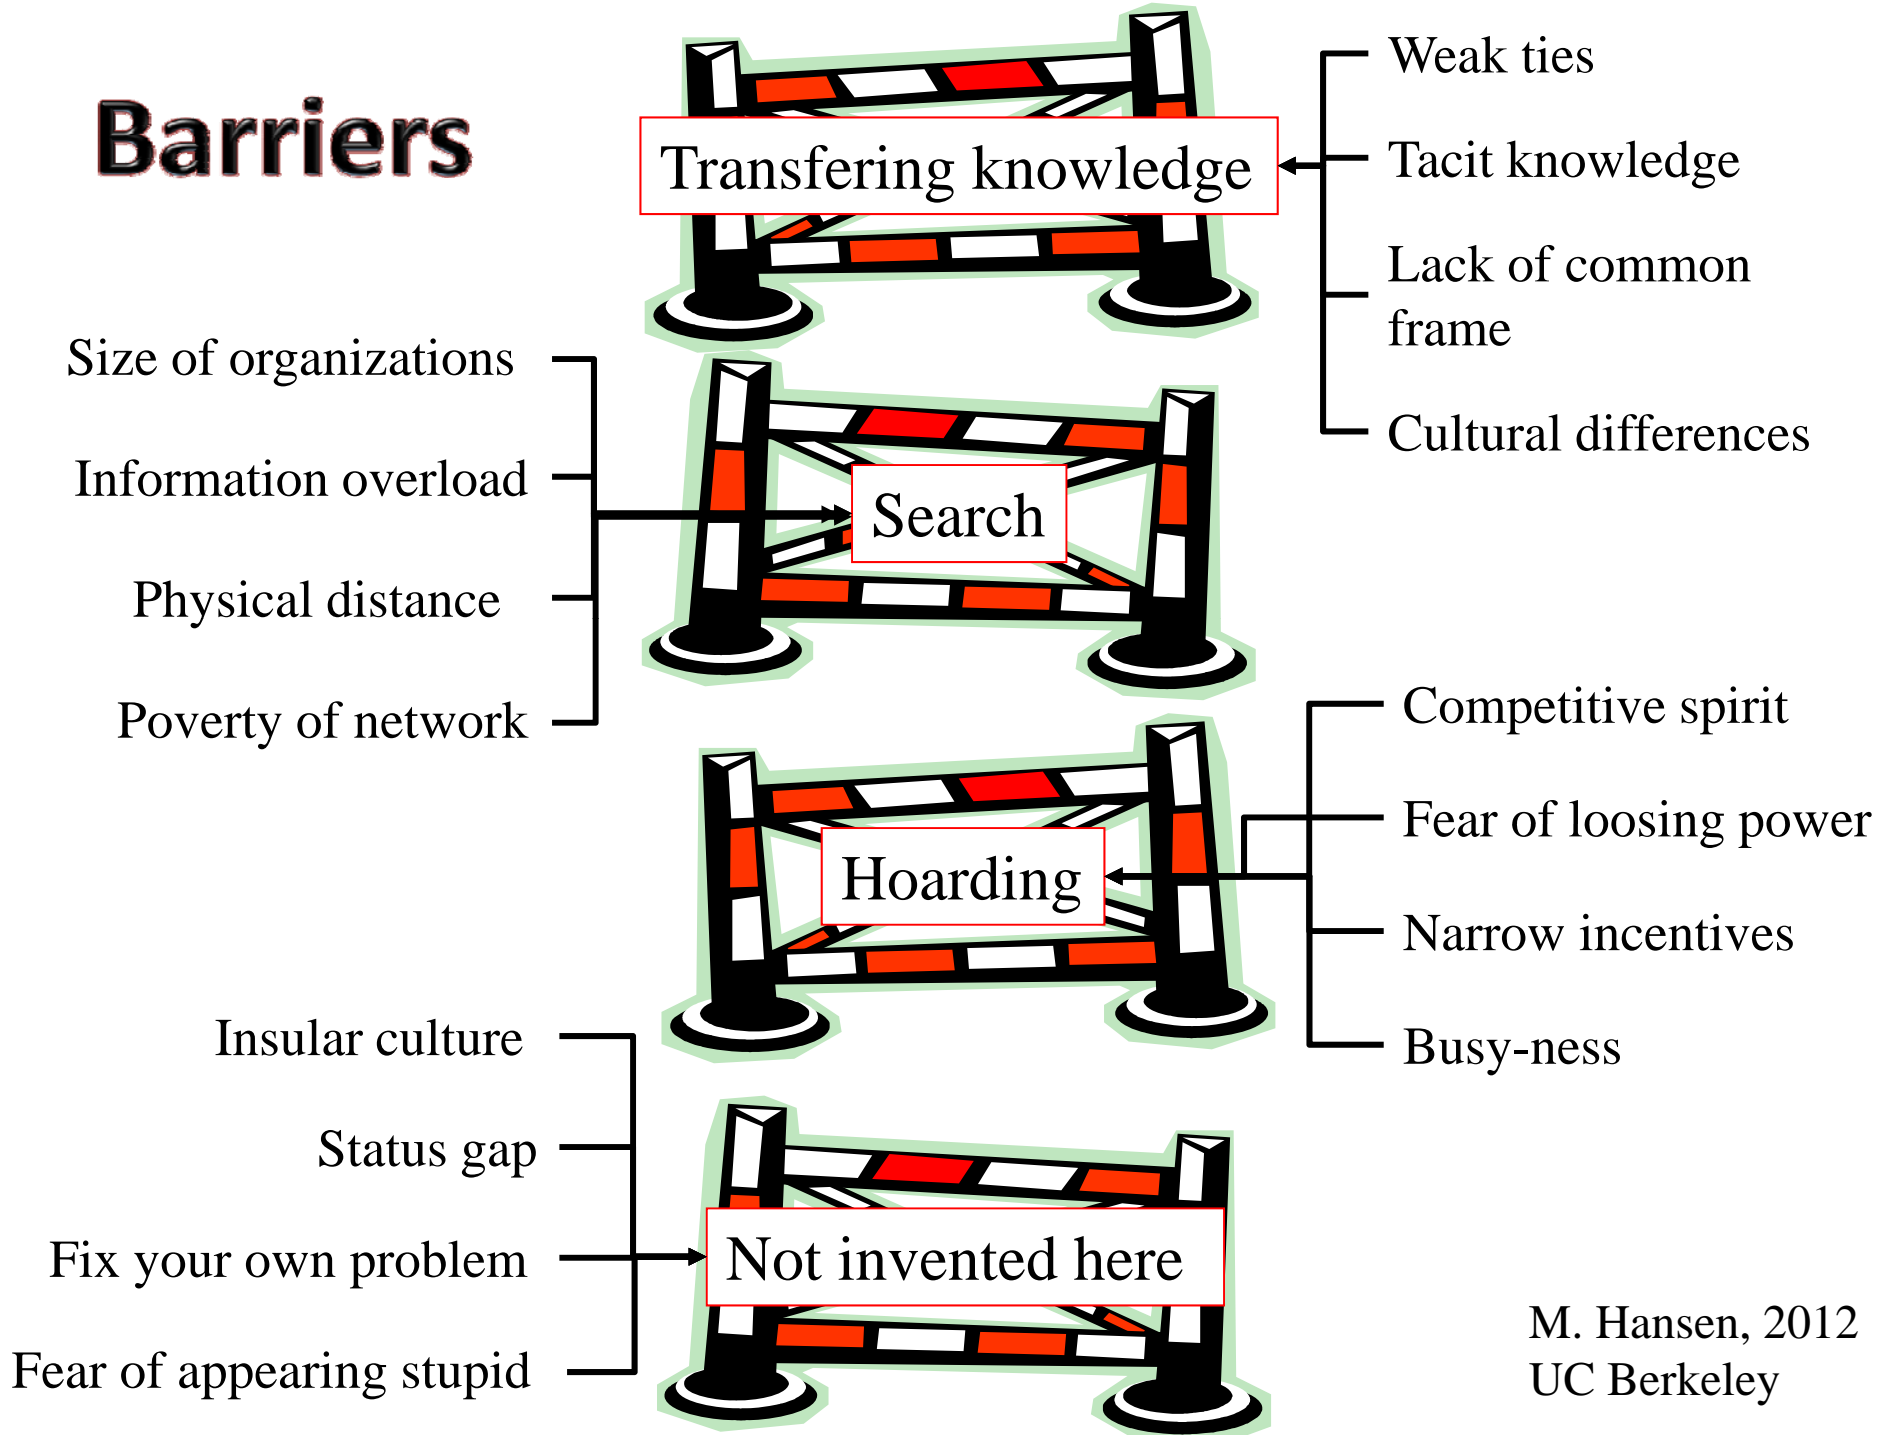 Barriers
Transfering knowledge
Weak ties
Tacit knowledge
Lack of common
frame
Cultural differences
Size of organizations
Information overload
Physical distance
Poverty of network
Search
Competitive spirit
Fear of loosing power
Narrow incentives
Busy-ness
Hoarding
Insular culture
Status gap
Fix your own problem
Fear of appearing stupid
Not invented here
M. Hansen, 2012
UC Berkeley